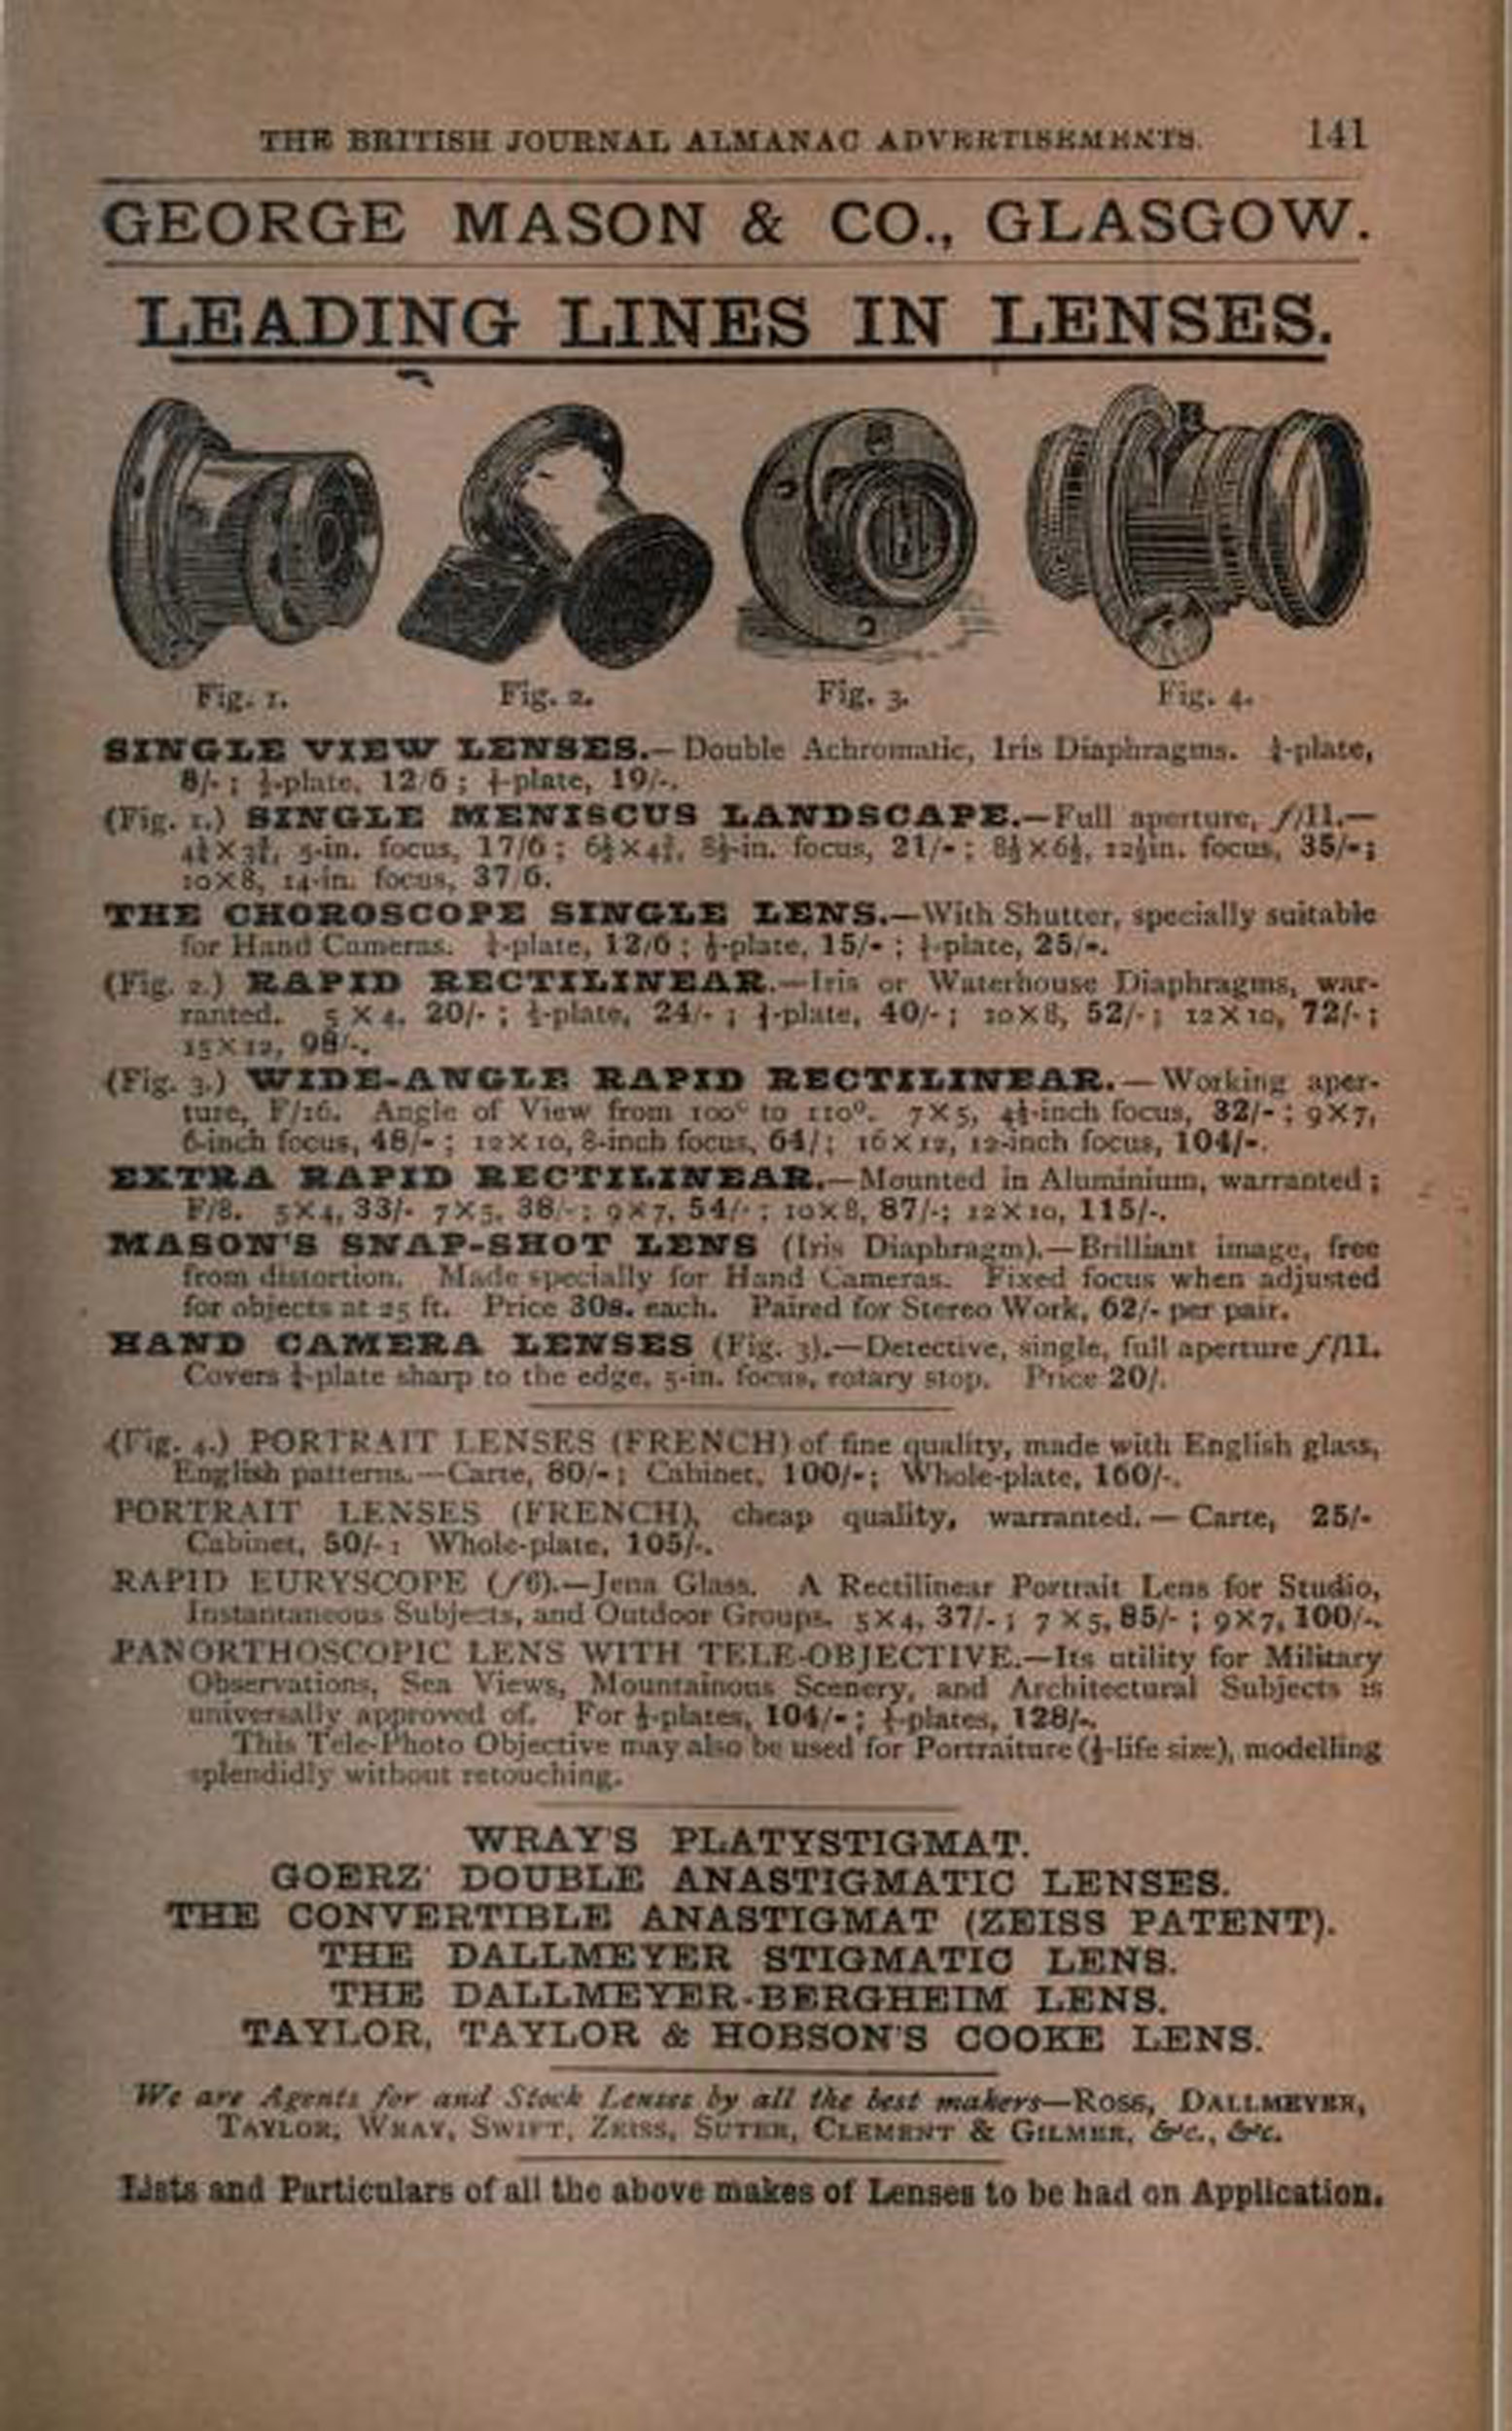 THE BRITISH JOURNAL ALMANAC ADVERTISEMENTS. 141
GEORGE MASON & CO., GLASGOW.
LEADING LINES IN LENSES.
Fig. 1. Fig. 2. Fig. 3. Fig. 4.
SINGLE VIEW LENSES.—Double Achromatic, Iris Diaphragms. ¼-plate,
8/-; ½-plate, 12/6; ⅟₁-plate, 19/-.
(Fig. 1.) SINGLE MENISCUS LANDSCAPE.—Full aperture, f/11.—
4¼×3¼, 5-in. focus, 17/6; 6½×4¾, 8½-in. focus, 21/-; 8½×6½, 12½in. focus, 35/-;
10×8, 14-in. focus, 37/6.
THE CHOROSCOPE SINGLE LENS.—With Shutter, specially suitable
for Hand Cameras. ¼-plate, 12/6; ½-plate, 15/-; ⅟₁-plate, 25/-.
(Fig. 2.) RAPID RECTILINEAR.—Iris or Waterhouse Diaphragms, war-
ranted. 5×4, 20/-; ½-plate, 24/-; ⅟₁-plate, 40/-; 10×8, 52/-; 12×10, 72/-;
15×12, 98/-.
(Fig. 3.) WIDE-ANGLE RAPID RECTILINEAR.—Working aper-
ture, F/16. Angle of View from 100° to 110°. 7×5, 4½-inch focus, 32/-; 9×7,
6-inch focus, 48/-; 12×10, 8-inch focus, 64/; 16×12, 12-inch focus, 104/-.
EXTRA RAPID RECTILINEAR.—Mounted in Aluminium, warranted;
F/8. 5×4, 33/- 7×5, 38/-; 9×7, 54/-; 10×8, 87/-; 12×10, 115/-.
MASON'S SNAP-SHOT LENS (Iris Diaphragm).—Brilliant image, free
from distortion. Made specially for Hand Cameras. Fixed focus when adjusted
for objects at 25 ft. Price 30s. each. Paired for Stereo Work, 62/- per pair.
HAND CAMERA LENSES (Fig. 3).—Detective, single, full aperture f/11.
Covers ¼-plate sharp to the edge, 5-in. focus, rotary stop. Price 20/.
(Fig. 4.) PORTRAIT LENSES (FRENCH) of fine quality, made with English glass,
English patterns.—Carte, 80/-; Cabinet, 100/-; Whole-plate, 160/-.
PORTRAIT LENSES (FRENCH), cheap quality, warranted.—Carte, 25/-
Cabinet, 50/-: Whole-plate, 105/-.
RAPID EURYSCOPE (f6).—Jena Glass. A Rectilinear Portrait Lens for Studio,
Instantaneous Subjects, and Outdoor Groups. 5×4, 37/-; 7×5, 85/-; 9×7, 100/-.
PANORTHOSCOPIC LENS WITH TELE-OBJECTIVE.—Its utility for Military
Observations, Sea Views, Mountainous Scenery, and Architectural Subjects is
universally approved of. For ½-plates, 104/-; ⅟₁-plates, 128/-.
This Tele-Photo Objective may also be used for Portraiture (½-life size), modelling
splendidly without retouching.
WRAY'S PLATYSTIGMAT.
GOERZ' DOUBLE ANASTIGMATIC LENSES.
THE CONVERTIBLE ANASTIGMAT (ZEISS PATENT).
THE DALLMEYER STIGMATIC LENS.
THE DALLMEYER-BERGHEIM LENS.
TAYLOR, TAYLOR & HOBSON'S COOKE LENS.
We are Agents for and Stock Lenses by all the best makers—ROSS, DALLMEYER,
TAYLOR, WRAY, SWIFT, ZEISS, SUTER, CLEMENT & GILMER, &c., &c.
Lists and Particulars of all the above makes of Lenses to be had on Application.